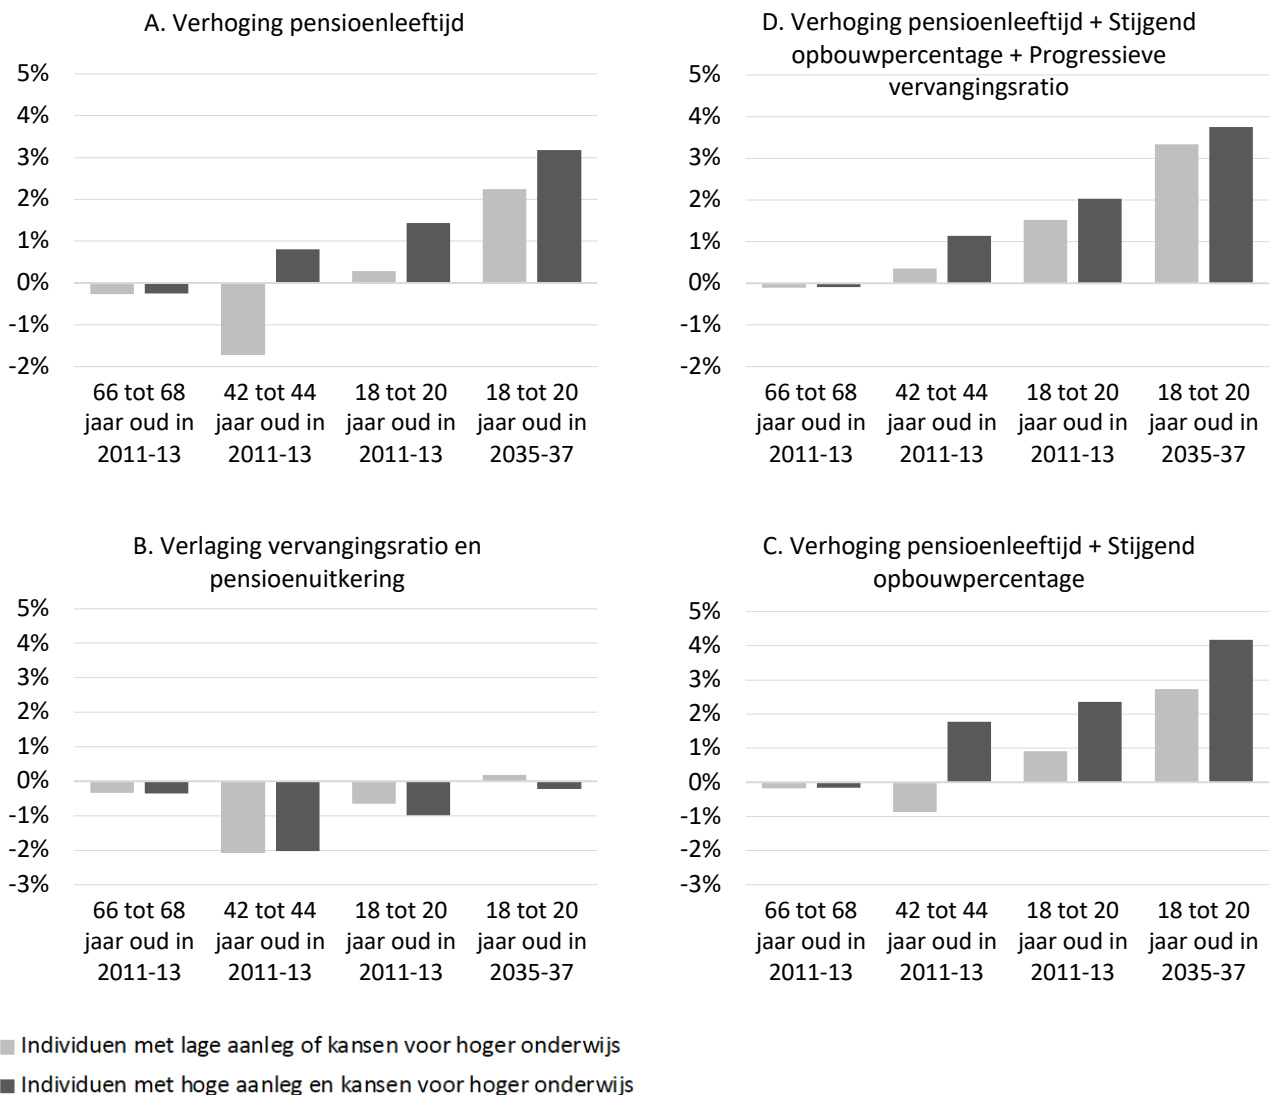 A. Verhoging pensioenleeftijd
5%
4%
3%
2%
1%
0%
-1%
-2%
66 tot 68
jaar oud in
2011-13
42 tot 44
jaar oud in
2011-13
18 tot 20
jaar oud in
2011-13
18 tot 20
jaar oud in
2035-37
D. Verhoging pensioenleeftijd + Stijgend
opbouwpercentage + Progressieve
vervangingsratio
5%
4%
3%
2%
1%
0%
-1%
-2%
66 tot 68
jaar oud in
2011-13
42 tot 44
jaar oud in
2011-13
18 tot 20
jaar oud in
2011-13
18 tot 20
jaar oud in
2035-37
B. Verlaging vervangingsratio en
pensioenuitkering
5%
4%
3%
2%
1%
0%
-1%
-2%
-3%
66 tot 68
jaar oud in
2011-13
42 tot 44
jaar oud in
2011-13
18 tot 20
jaar oud in
2011-13
18 tot 20
jaar oud in
2035-37
C. Verhoging pensioenleeftijd + Stijgend
opbouwpercentage
5%
4%
3%
2%
1%
0%
-1%
-2%
-3%
66 tot 68
jaar oud in
2011-13
42 tot 44
jaar oud in
2011-13
18 tot 20
jaar oud in
2011-13
18 tot 20
jaar oud in
2035-37
Individuen met lage aanleg of kansen voor hoger onderwijs
Individuen met hoge aanleg en kansen voor hoger onderwijs